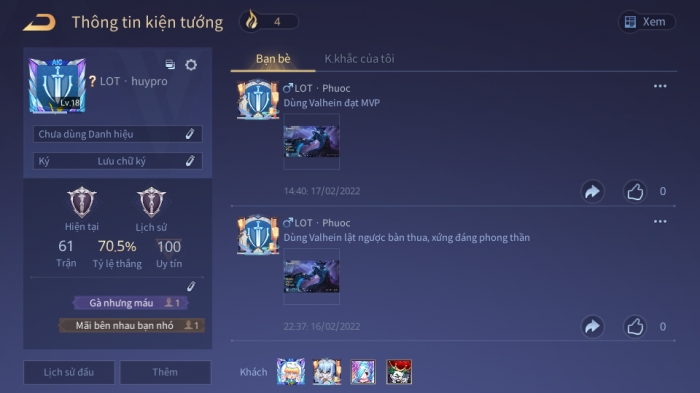 Thông tin kiện tướng
4
Xem
AIC
Lv.18
? LOT · huypro
Chưa dùng Danh hiệu
Ký Lưu chữ ký
Hiện tại
Lịch sử
61
70.5%
100
Trận
Tỷ lệ thắng
Uy tín
Gà nhưng máu 1
Mãi bên nhau bạn nhó 1
Lịch sử đấu
Thêm
Bạn bè
K.khắc của tôi
LOT · Phuoc
Dùng Valhein đạt MVP
14:40 17/02/2022
0
LOT · Phuoc
Dùng Valhein lật ngược bàn thua, xứng đáng phong thần
22:37 16/02/2022
0
Khách